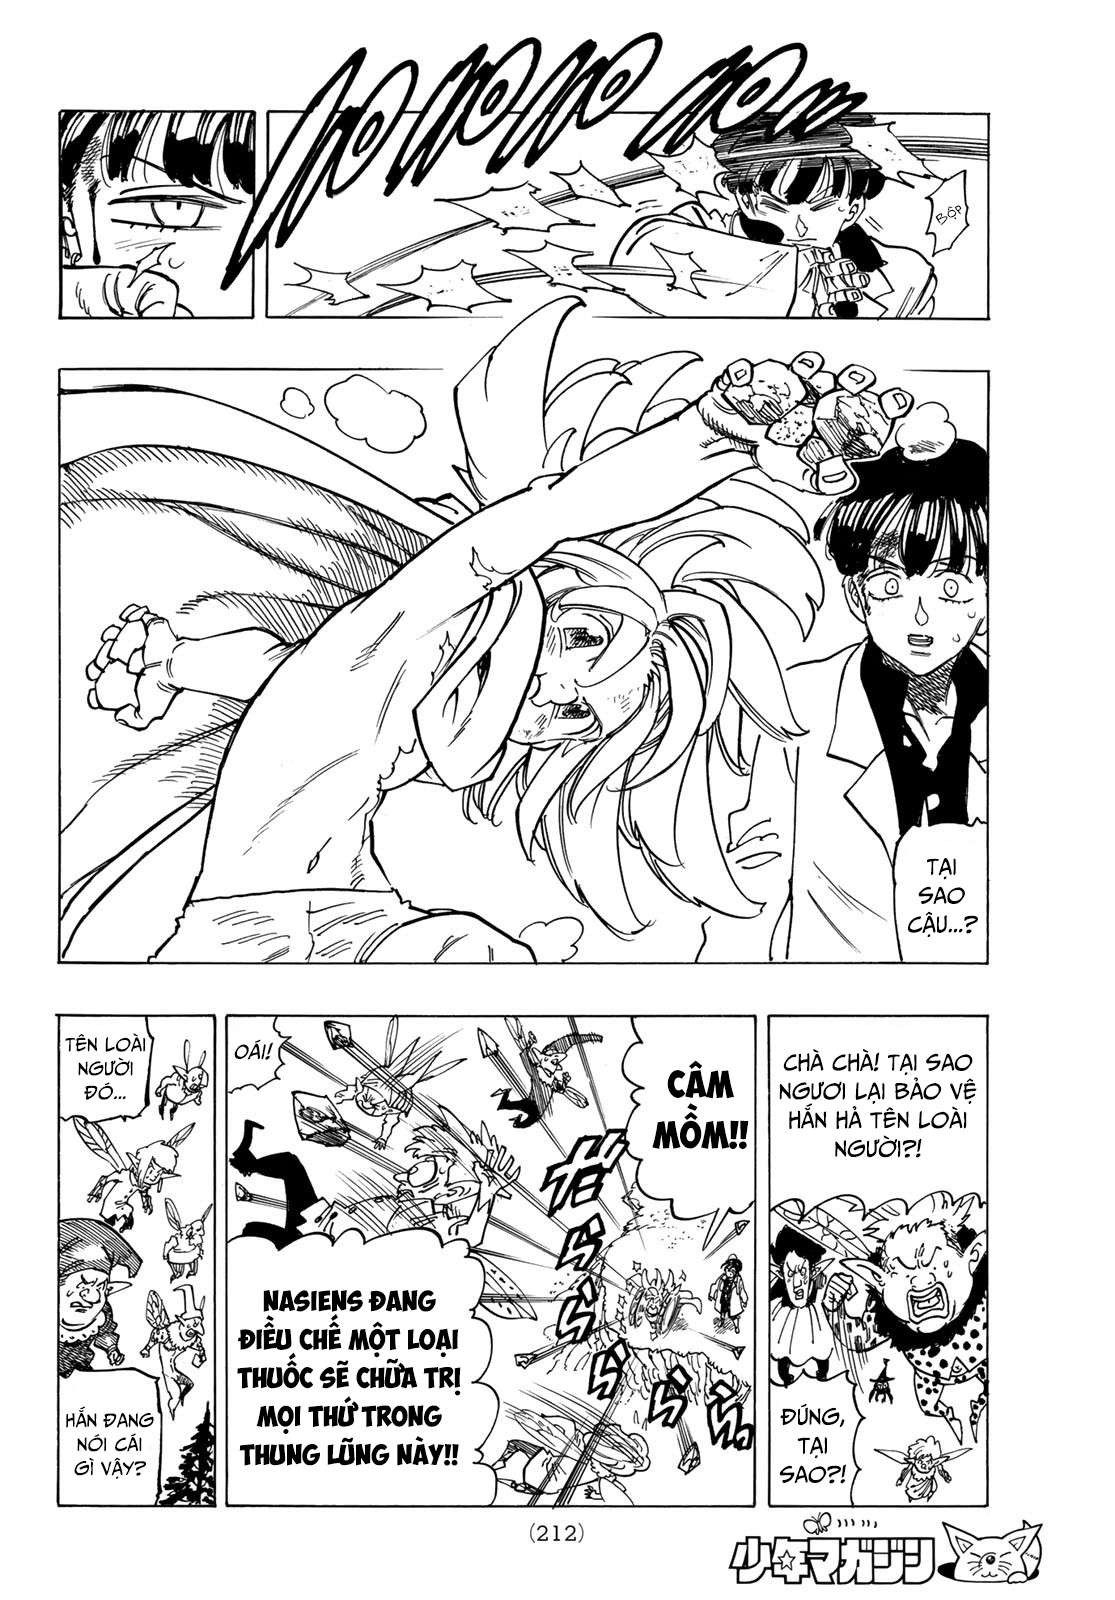 BỘP
TẠI
SAO
CẬU...?
CHÀ CHÀ! TẠI SAO
NGƯƠI LẠI BẢO VỆ
HẮN HẢ TÊN LOÀI
NGƯỜI?!
ĐÚNG,
TẠI
SAO?!
CÂM
MỒM!!
OÁI!
NASIENS ĐANG
ĐIỀU CHẾ MỘT LOẠI
THUỐC SẼ CHỮA TRỊ
MỌI THỨ TRONG
THUNG LŨNG NÀY!!
TÊN LOÀI
NGƯỜI
ĐÓ...
HẮN ĐANG
NÓI CÁI
GÌ VẬY?
(212)
少年マガジン